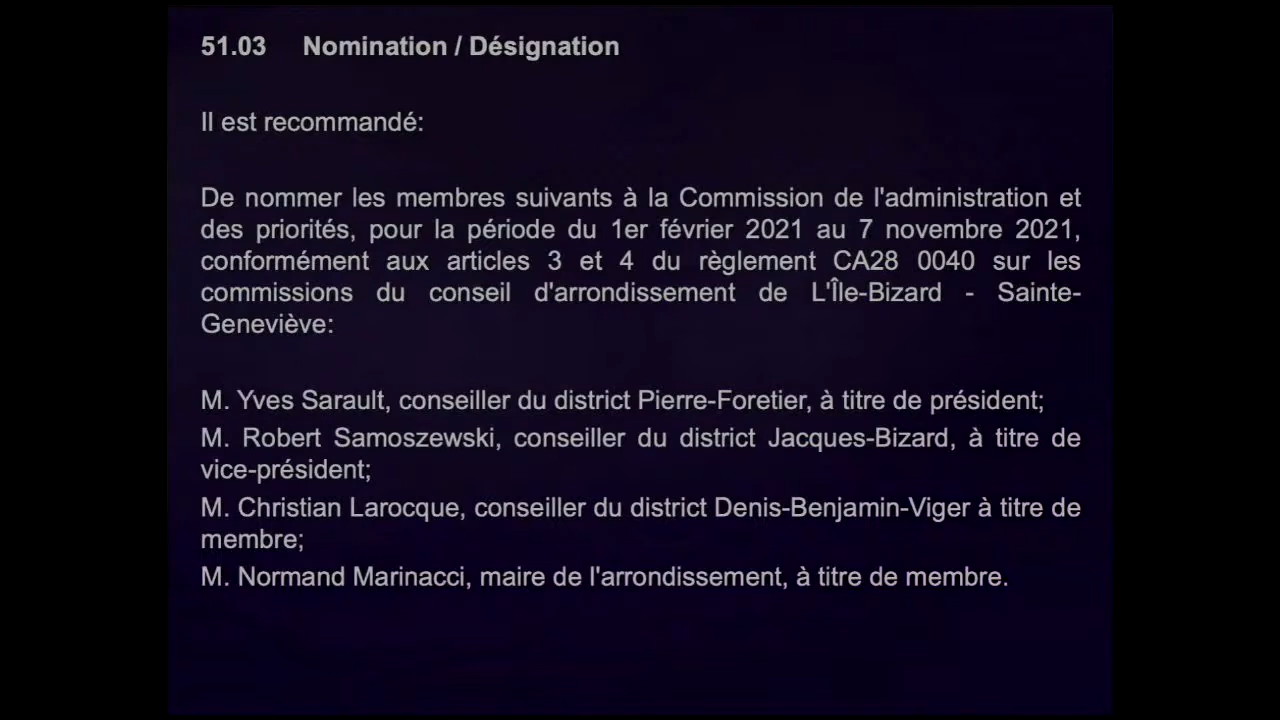 51.03 Nomination / Désignation
Il est recommandé:
De nommer les membres suivants à la Commission de l'administration et
des priorités, pour la période du 1er février 2021 au 7 novembre 2021,
conformément aux articles 3 et 4 du règlement CA28 0040 sur les
commissions du conseil d'arrondissement de L'Île-Bizard - Sainte-
Geneviève:
M. Yves Sarault, conseiller du district Pierre-Foretier, à titre de président;
M. Robert Samoszewski, conseiller du district Jacques-Bizard, à titre de
vice-président;
M. Christian Larocque, conseiller du district Denis-Benjamin-Viger à titre de
membre;
M. Normand Marinacci, maire de l'arrondissement, à titre de membre.